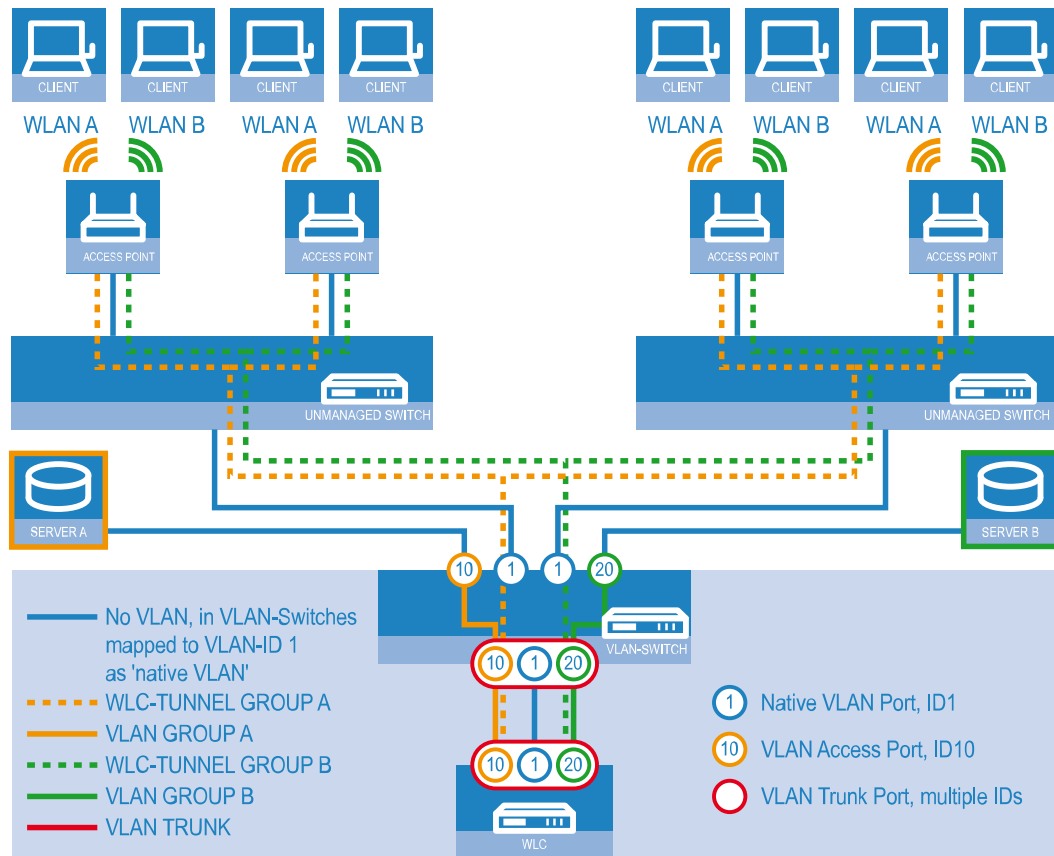 CLIENT CLIENT CLIENT CLIENT CLIENT CLIENT CLIENT CLIENT
WLAN A WLAN B WLAN A WLAN B WLAN A WLAN B WLAN A WLAN B
ACCESS POINT ACCESS POINT ACCESS POINT ACCESS POINT
UNMANAGED SWITCH UNMANAGED SWITCH
SERVER A SERVER B
10 1 1 20
VLAN-SWITCH
10 1 20
10 1 20
WLC
No VLAN, in VLAN-Switches
mapped to VLAN-ID 1
as 'native VLAN'
WLC-TUNNEL GROUP A
VLAN GROUP A
WLC-TUNNEL GROUP B
VLAN GROUP B
VLAN TRUNK
1 Native VLAN Port, ID1
10 VLAN Access Port, ID10
VLAN Trunk Port, multiple IDs